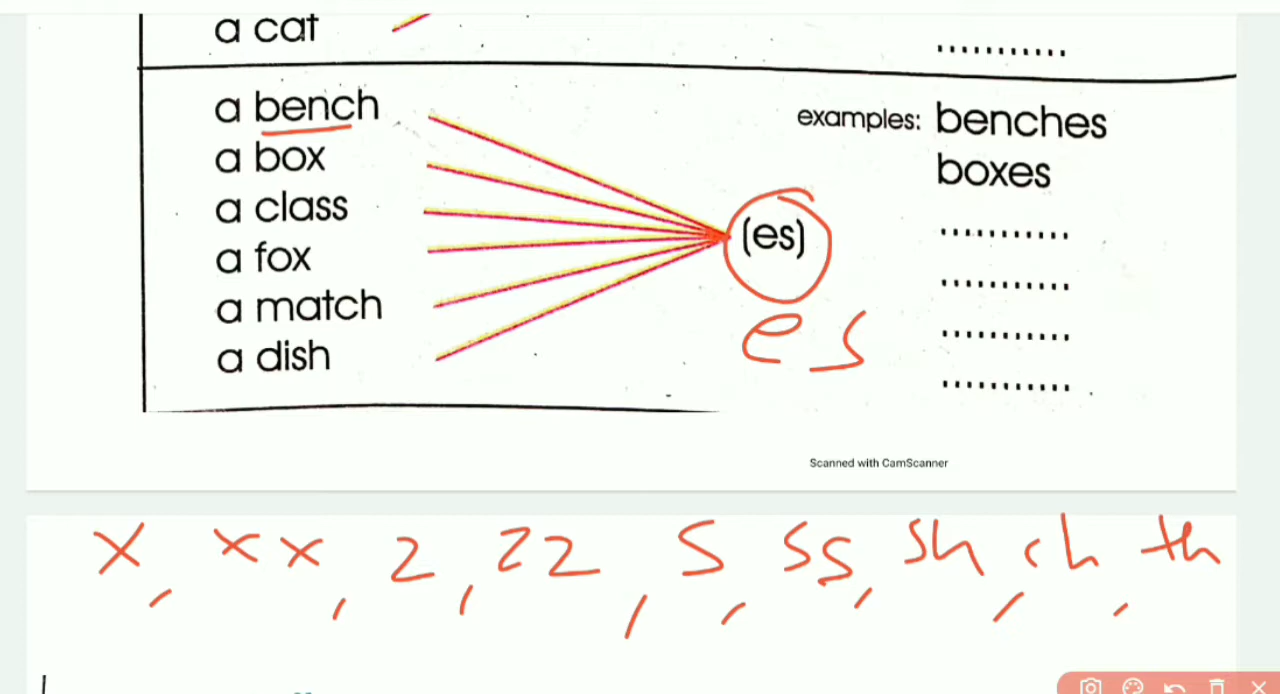 a cat ...........
a bench examples: benches
a box boxes
a class (es) ...........
a fox ...........
a match es ...........
a dish ...........
Scanned with CamScanner
x, xx, z, zz, s, ss, sh, ch, th